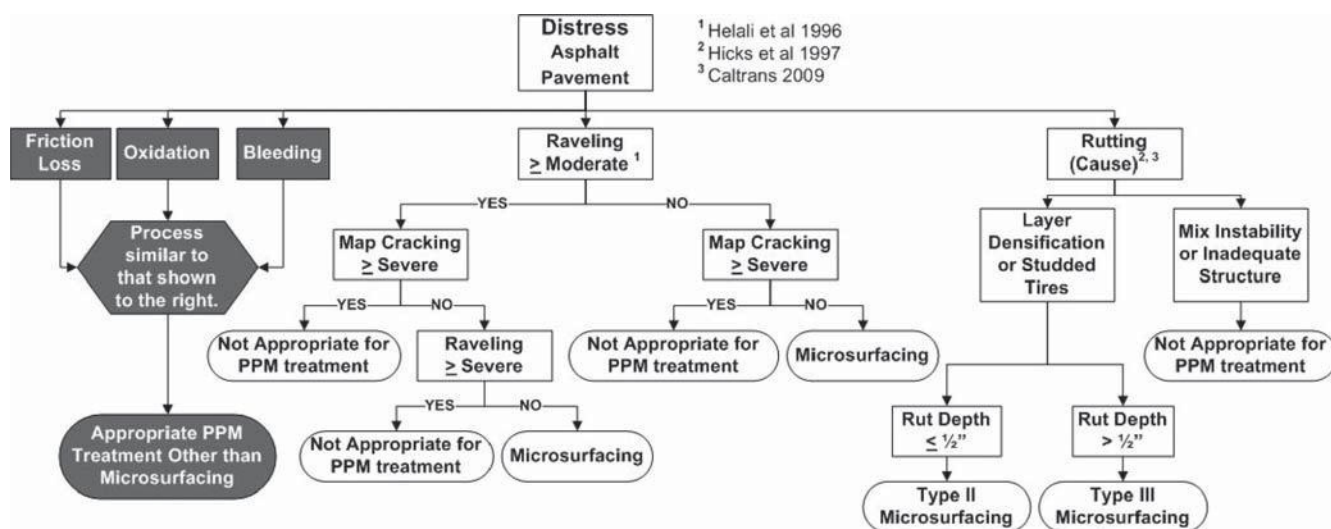 Distress
Asphalt
Pavement
1 Helali et al 1996
2 Hicks et al 1997
3 Caltrans 2009
Friction
Loss
Oxidation
Bleeding
Raveling
≥ Moderate 1
Rutting
(Cause)2, 3
Process
similar to
that shown
to the right.
YES
NO
Map Cracking
≥ Severe
Map Cracking
≥ Severe
Layer
Densification
or Studded
Tires
Mix Instability
or Inadequate
Structure
YES
NO
YES
NO
Not Appropriate for
PPM treatment
Raveling
≥ Severe
Not Appropriate for
PPM treatment
Microsurfacing
Not Appropriate for
PPM treatment
YES
NO
Appropriate PPM
Treatment Other than
Microsurfacing
Not Appropriate for
PPM treatment
Microsurfacing
Rut Depth
≤ ½”
Rut Depth
> ½”
Type II
Microsurfacing
Type III
Microsurfacing